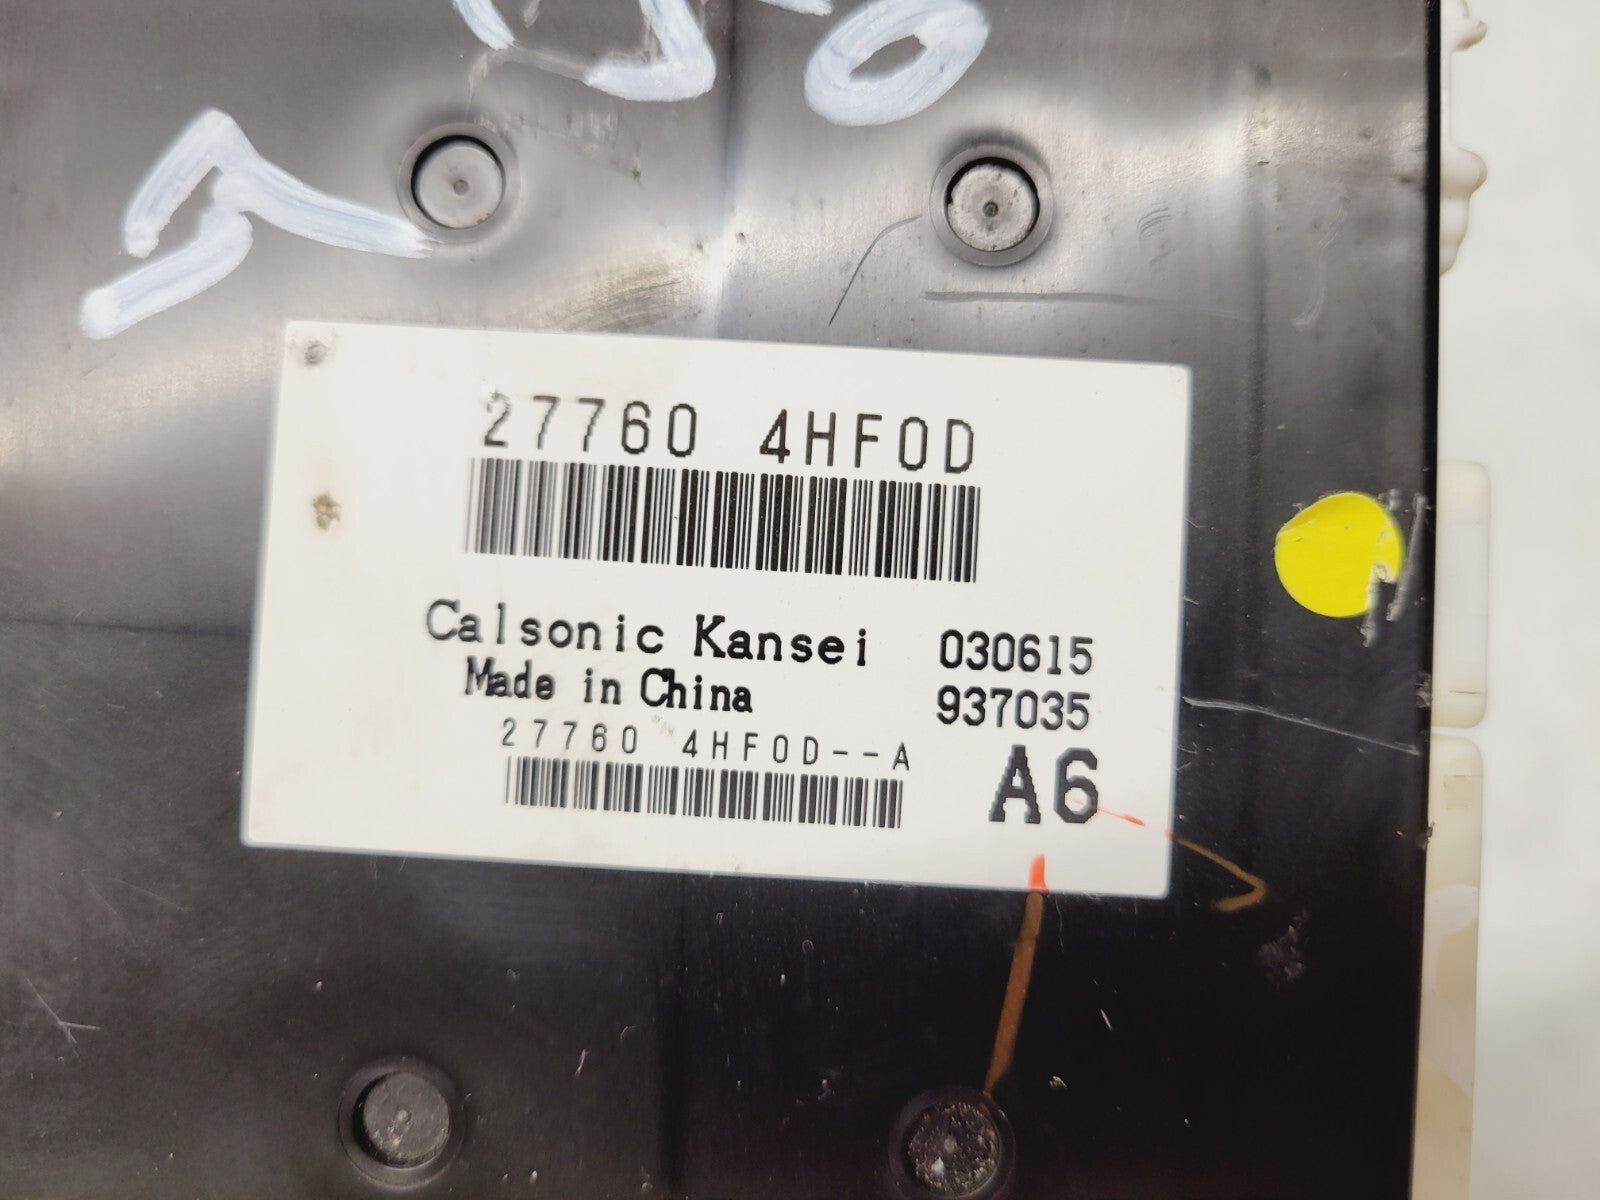 27760 4HF0D
Calsonic Kansei 030615
Made in China 937035
27760 4HF0D--A
A6